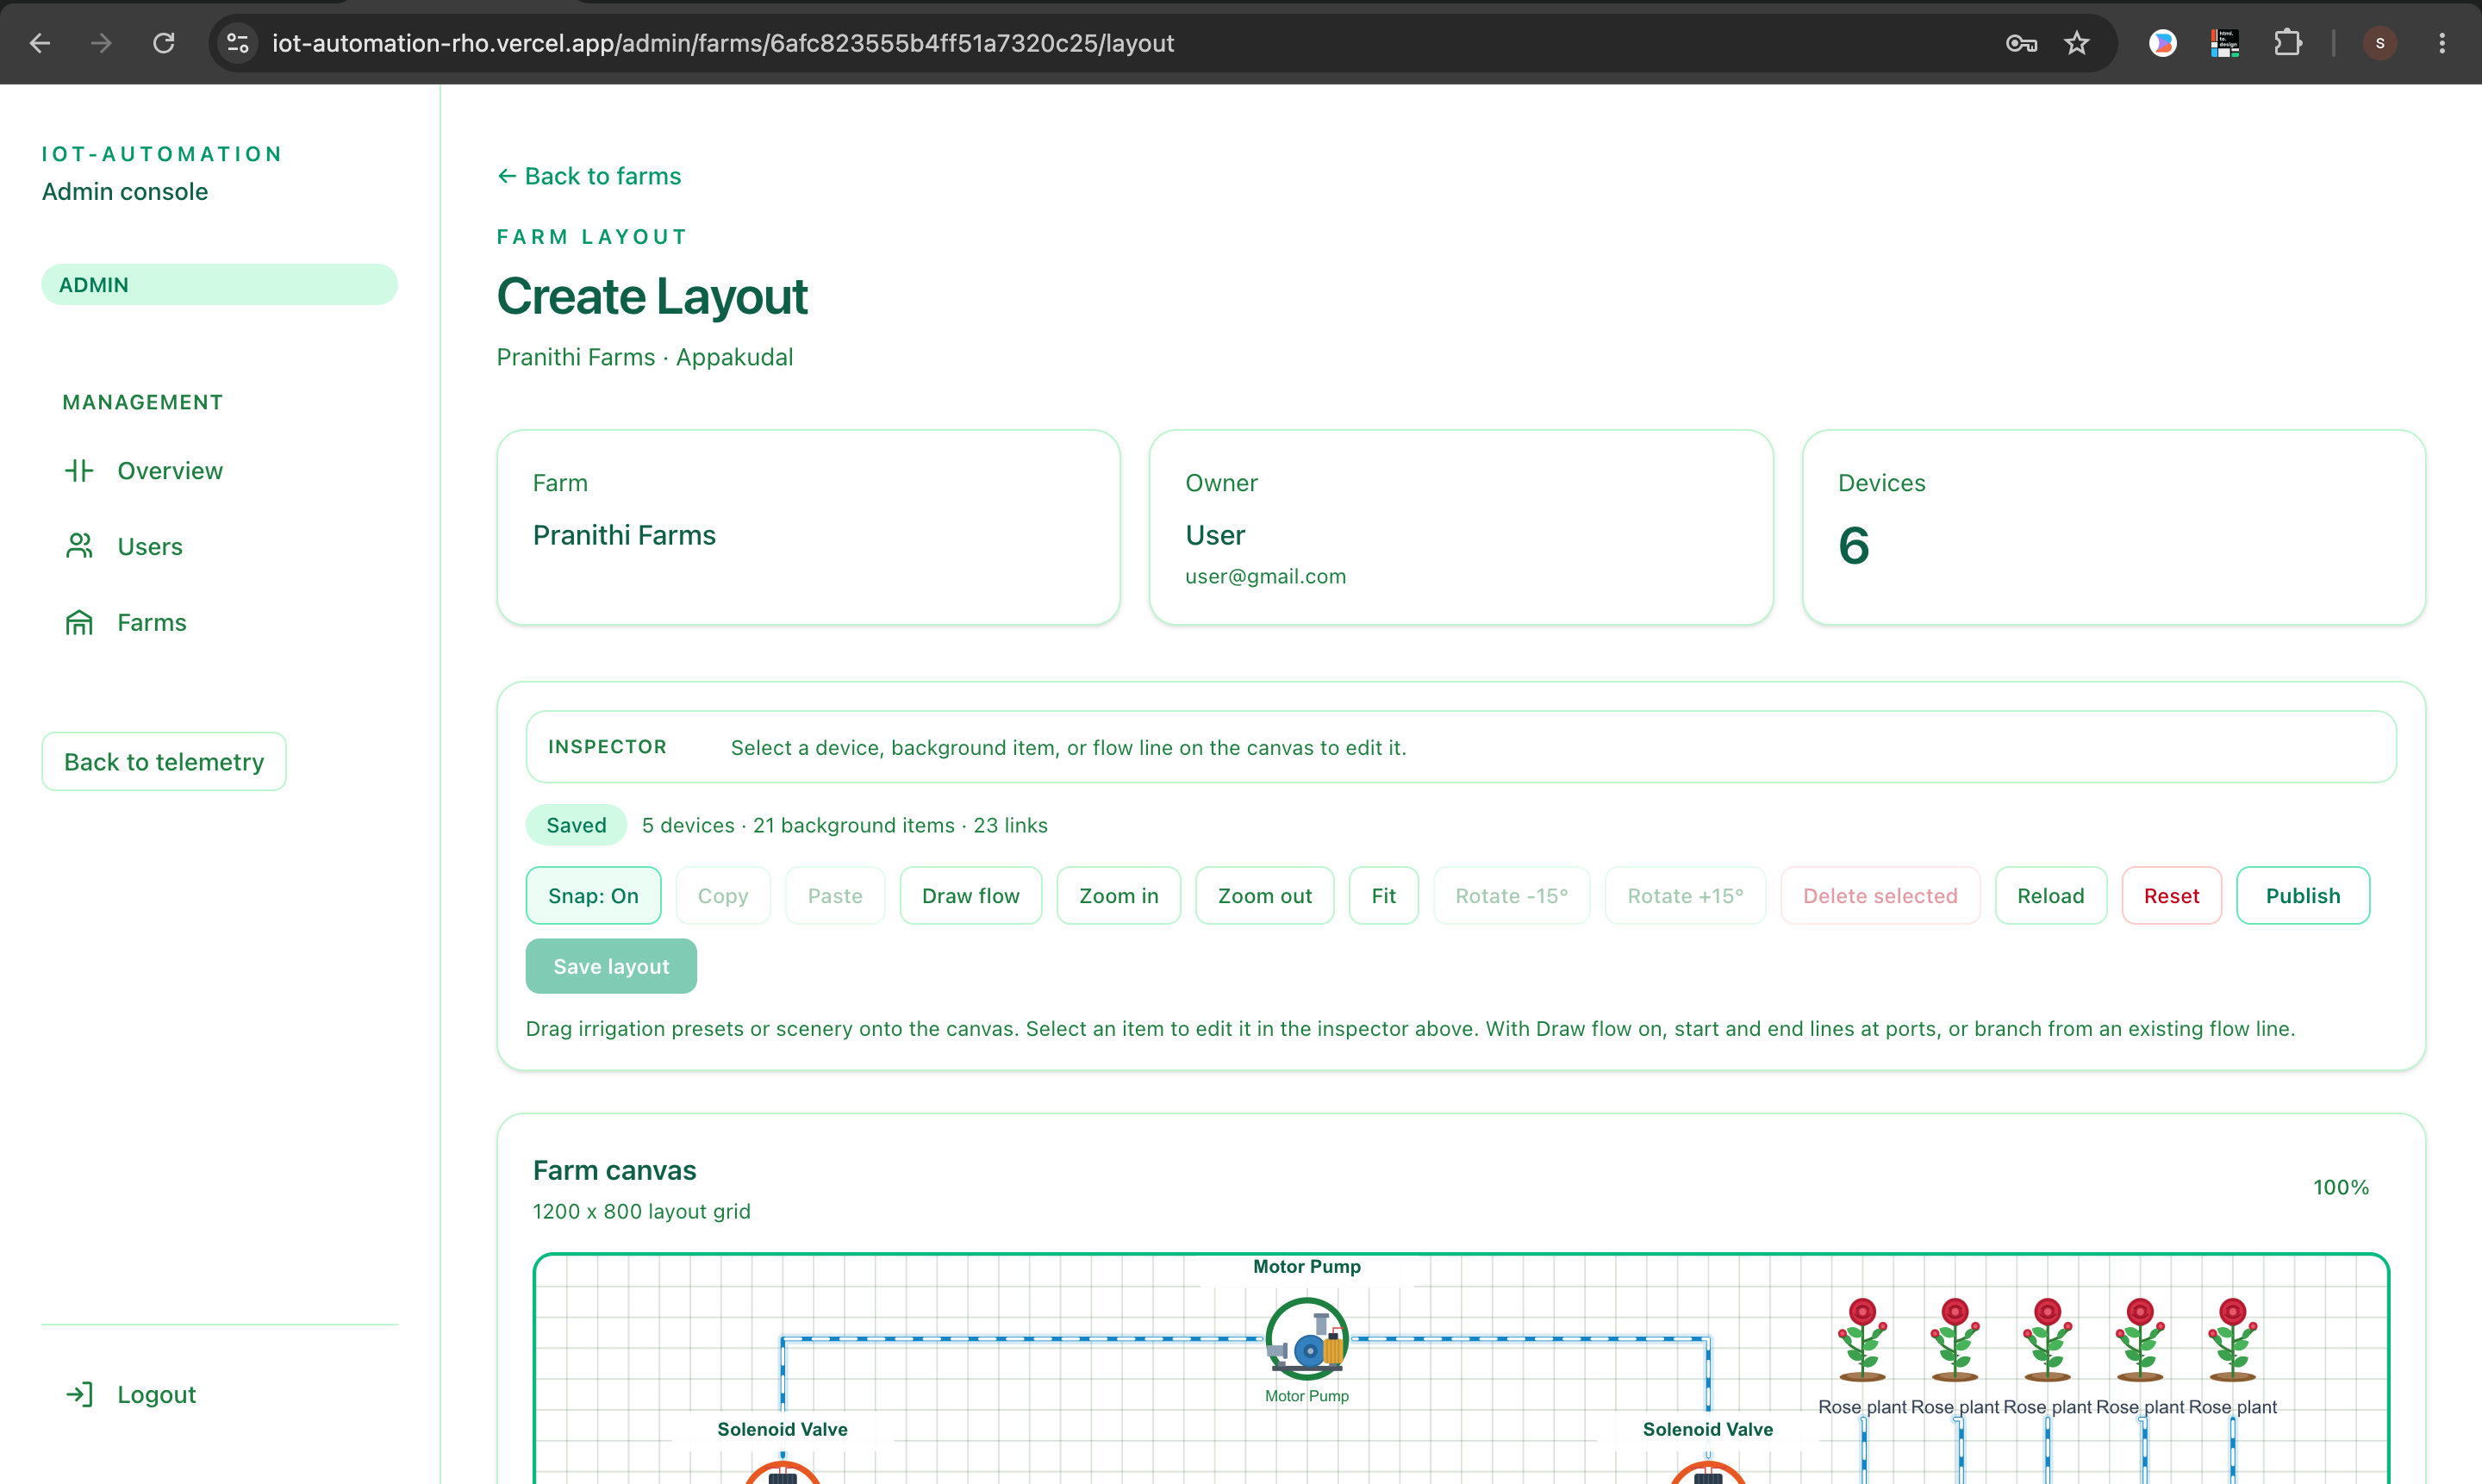 iot-automation-rho.vercel.app/admin/farms/6afc823555b4ff51a7320c25/layout
S
IOT-AUTOMATION
Admin console
ADMIN
MANAGEMENT
Overview
Users
Farms
Back to telemetry
Logout
← Back to farms
FARM LAYOUT
Create Layout
Pranithi Farms · Appakudal
Farm
Pranithi Farms
Owner
User
user@gmail.com
Devices
6
INSPECTOR Select a device, background item, or flow line on the canvas to edit it.
Saved 5 devices · 21 background items · 23 links
Snap: On Copy Paste Draw flow Zoom in Zoom out Fit Rotate -15° Rotate +15° Delete selected Reload Reset Publish
Save layout
Drag irrigation presets or scenery onto the canvas. Select an item to edit it in the inspector above. With Draw flow on, start and end lines at ports, or branch from an existing flow line.
Farm canvas
1200 x 800 layout grid
100%
Motor Pump
Motor Pump
Rose plant Rose plant Rose plant Rose plant Rose plant
Solenoid Valve Solenoid Valve